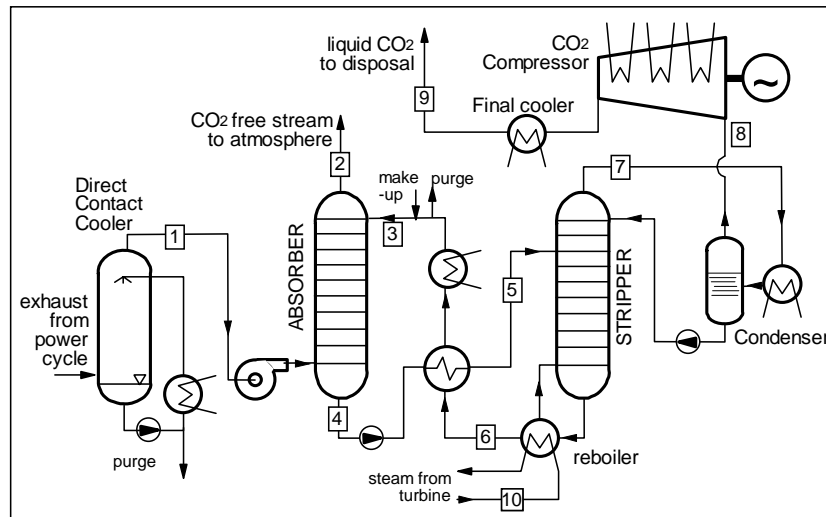 liquid CO2
to disposal
9
Final cooler
CO2
Compressor
~
8
CO2 free stream
to atmosphere
2
7
make
-up
purge
Direct
Contact
Cooler
1
3
ABSORBER
5
STRIPPER
exhaust
from
power
cycle
Condenser
4
6
reboiler
purge
steam from
turbine
10